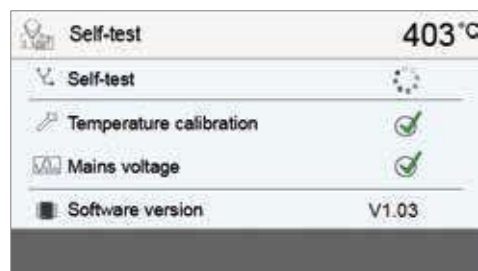 Self-test 403 °C
Self-test
Temperature calibration
Mains voltage
Software version V1.03